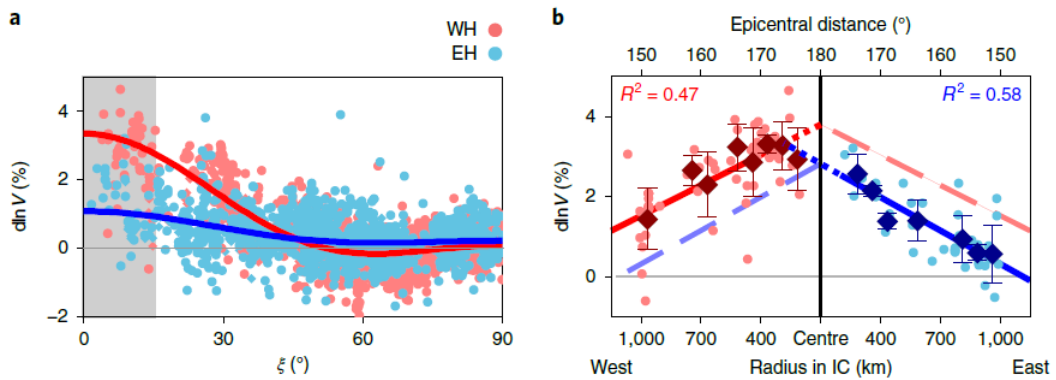 a
WH
EH
dlnV (%)
4
2
0
−2
0
30
60
90
ξ (°)
b
Epicentral distance (°)
150
160
170
180
170
160
150
R² = 0.47
R² = 0.58
dlnV (%)
4
2
0
1,000
700
400
Centre
400
700
1,000
West
Radius in IC (km)
East